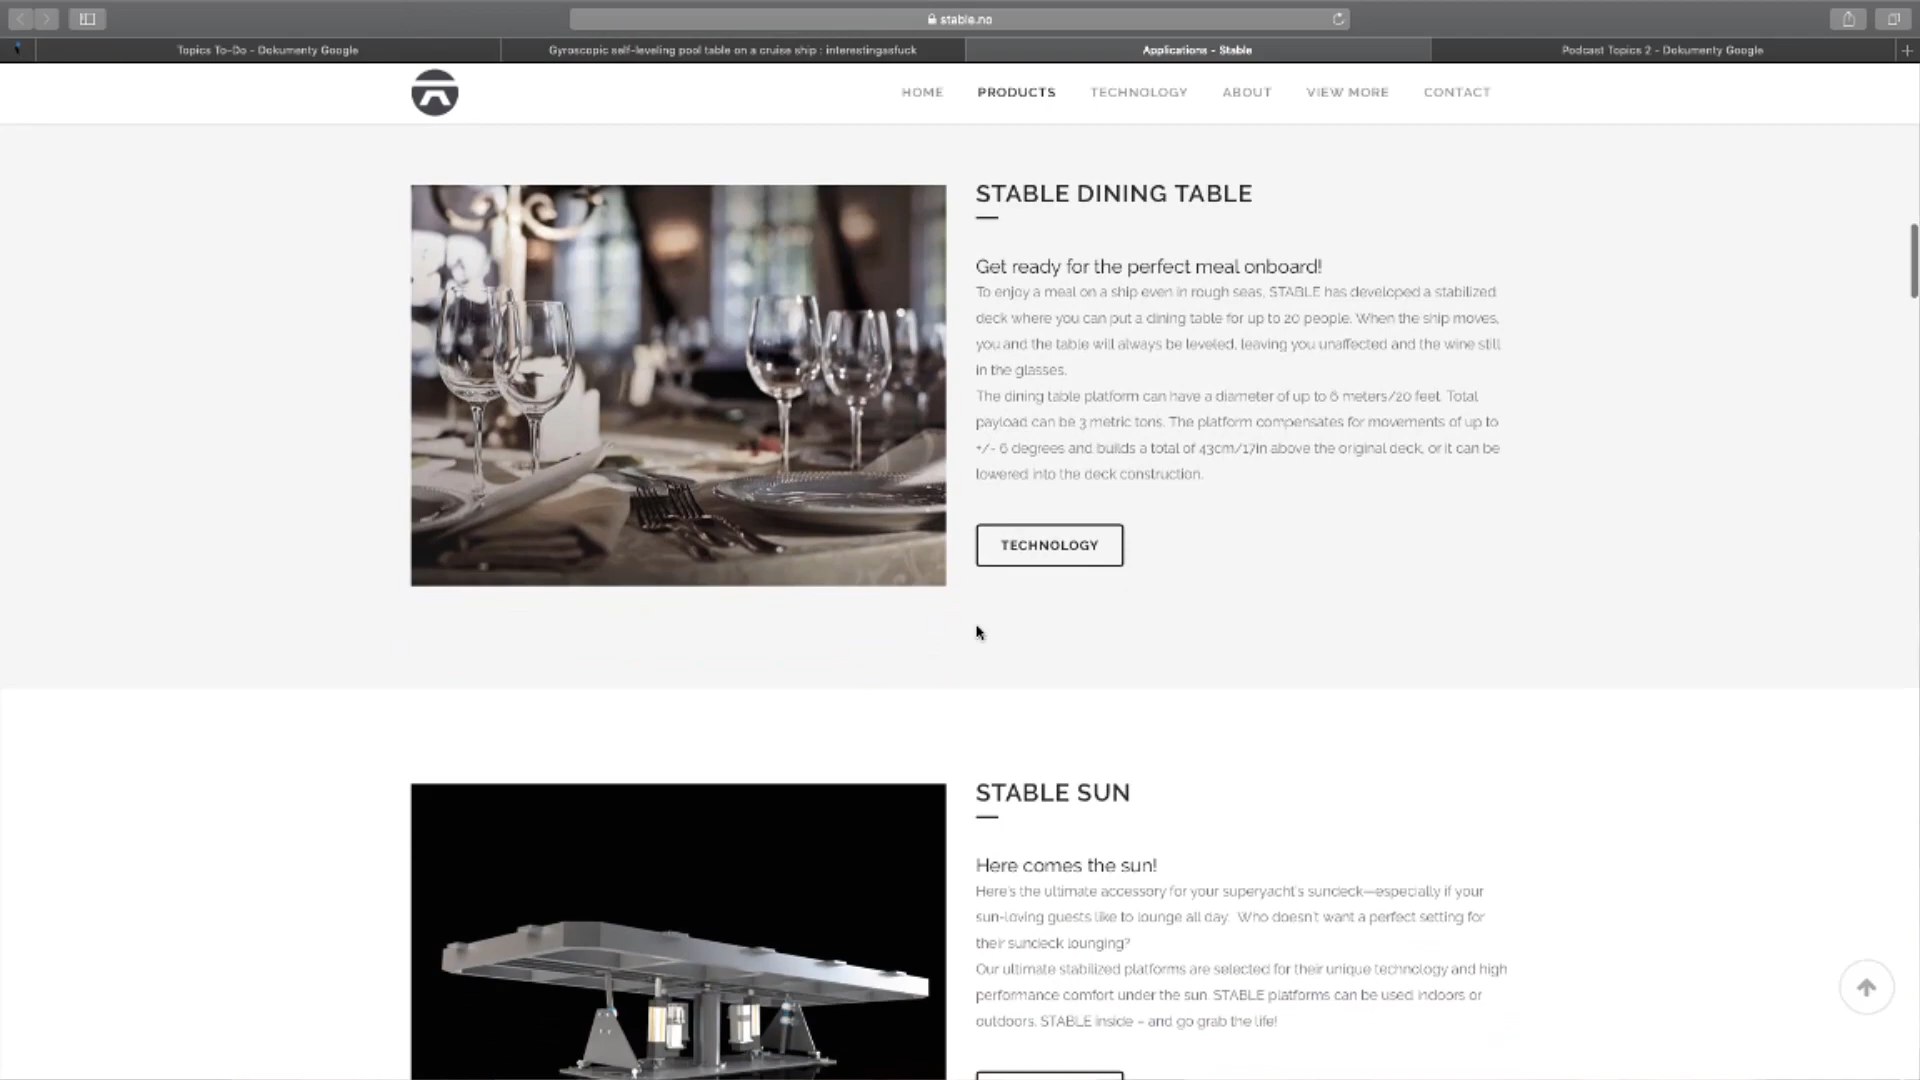 stable.no
Topics To-Do - Dokumenty Google
Gyroscopic self-leveling pool table on a cruise ship : interestingasfuck
Applications - Stable
Podcast Topics 2 - Dokumenty Google
HOME
PRODUCTS
TECHNOLOGY
ABOUT
VIEW MORE
CONTACT
STABLE DINING TABLE
Get ready for the perfect meal onboard!
To enjoy a meal on a ship even in rough seas, STABLE has developed a stabilized
deck where you can put a dining table for up to 20 people. When the ship moves,
you and the table will always be leveled, leaving you unaffected and the wine still
in the glasses.
The dining table platform can have a diameter of up to 6 meters/20 feet. Total
payload can be 3 metric tons. The platform compensates for movements of up to
+/- 6 degrees and builds a total of 43cm/17in above the original deck, or it can be
lowered into the deck construction.
TECHNOLOGY
STABLE SUN
Here comes the sun!
Here's the ultimate accessory for your superyacht's sundeck—especially if your
sun-loving guests like to lounge all day. Who doesn't want a perfect setting for
their sundeck lounging?
Our ultimate stabilized platforms are selected for their unique technology and high
performance comfort under the sun. STABLE platforms can be used indoors or
outdoors. STABLE inside – and go grab the life!